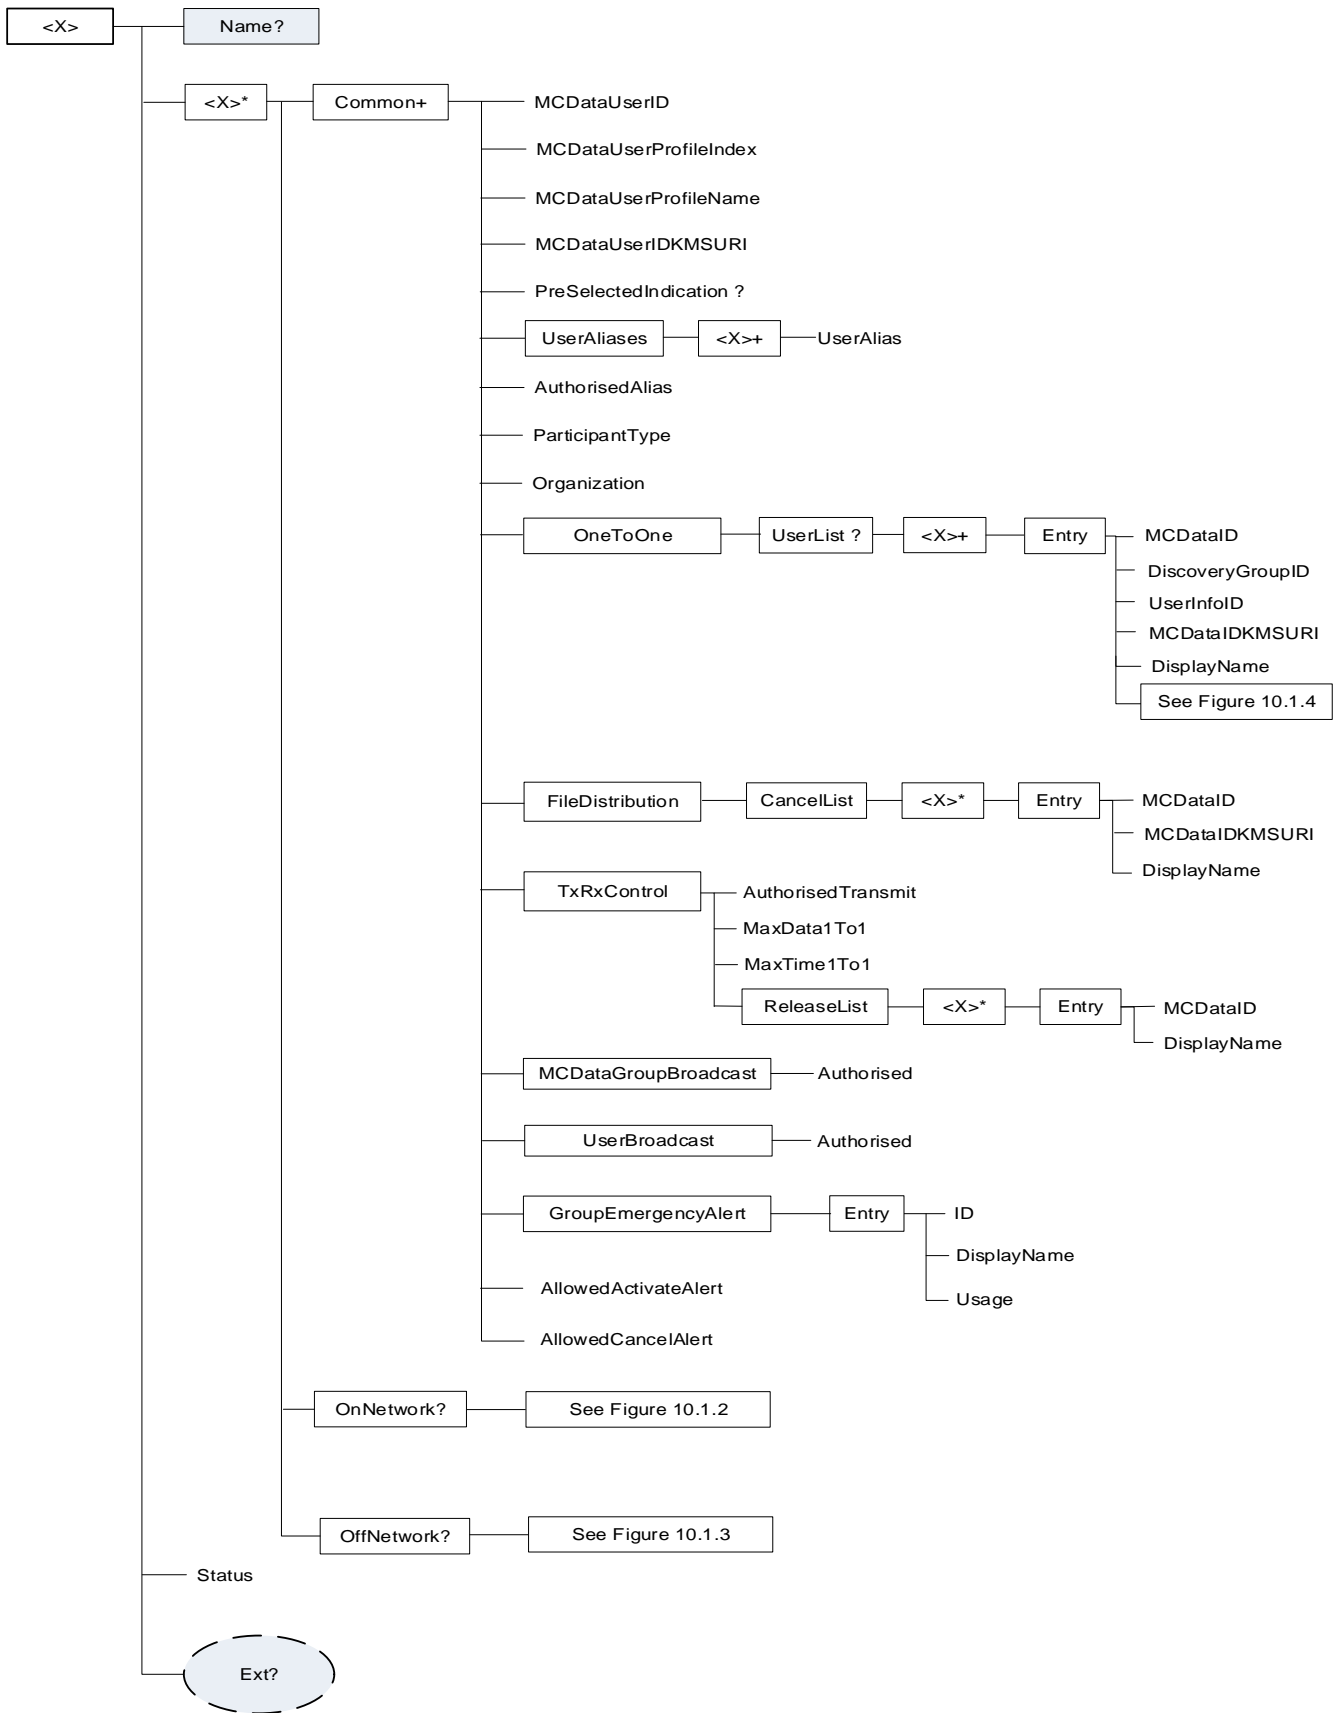 <X>
Name?
<X>*
Common+
MCDataUserID
MCDataUserProfileIndex
MCDataUserProfileName
MCDataUserIDKMSURI
PreSelectedIndication ?
UserAliases
<X>+
UserAlias
AuthorisedAlias
ParticipantType
Organization
OneToOne
UserList ?
<X>+
Entry
MCDataID
DiscoveryGroupID
UserInfoID
MCDataIDKMSURI
DisplayName
See Figure 10.1.4
FileDistribution
CancelList
<X>*
Entry
MCDataID
MCDataIDKMSURI
DisplayName
TxRxControl
AuthorisedTransmit
MaxData1To1
MaxTime1To1
ReleaseList
<X>*
Entry
MCDataID
DisplayName
MCDataGroupBroadcast
Authorised
UserBroadcast
Authorised
GroupEmergencyAlert
Entry
ID
DisplayName
Usage
AllowedActivateAlert
AllowedCancelAlert
OnNetwork?
See Figure 10.1.2
OffNetwork?
See Figure 10.1.3
Status
Ext?